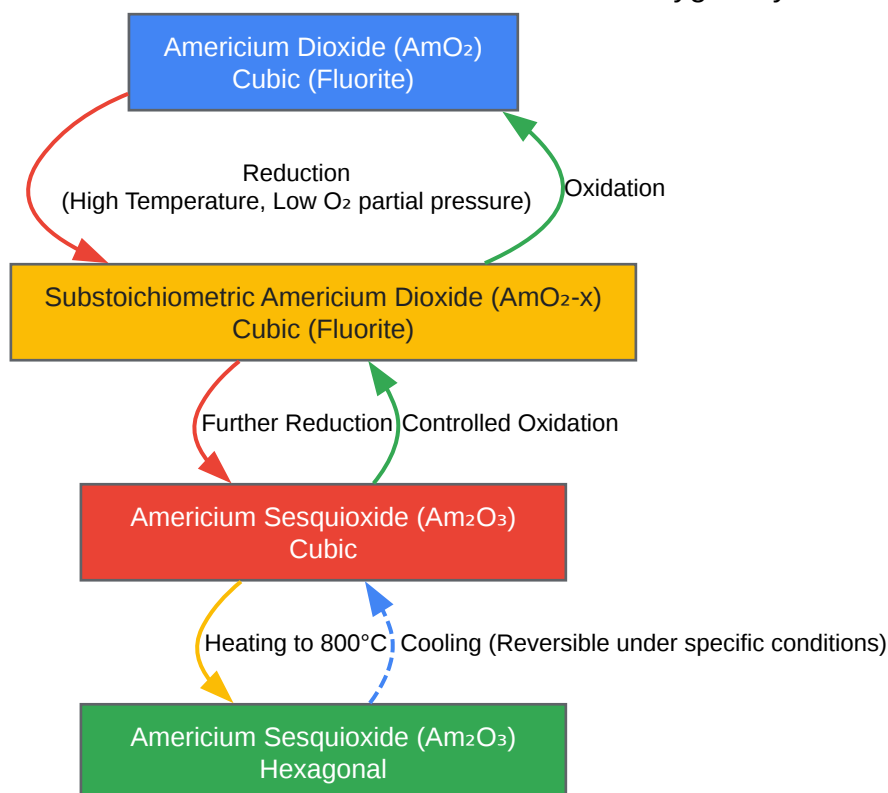 Americium Dioxide (AmO₂)
Cubic (Fluorite)
Reduction
(High Temperature, Low O₂ partial pressure)
Oxidation
Substoichiometric Americium Dioxide (AmO₂-x)
Cubic (Fluorite)
Further Reduction
Controlled Oxidation
Americium Sesquioxide (Am₂O₃)
Cubic
Heating to 800°C
Cooling (Reversible under specific conditions)
Americium Sesquioxide (Am₂O₃)
Hexagonal